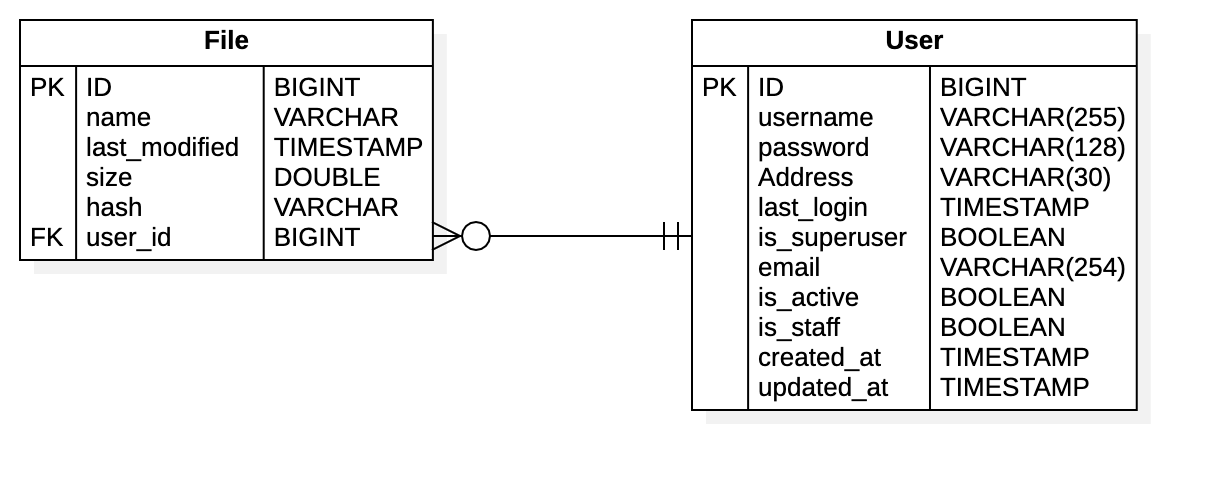 File
PK ID BIGINT
name VARCHAR
last_modified TIMESTAMP
size DOUBLE
hash VARCHAR
FK user_id BIGINT
User
PK ID BIGINT
username VARCHAR(255)
password VARCHAR(128)
Address VARCHAR(30)
last_login TIMESTAMP
is_superuser BOOLEAN
email VARCHAR(254)
is_active BOOLEAN
is_staff BOOLEAN
created_at TIMESTAMP
updated_at TIMESTAMP